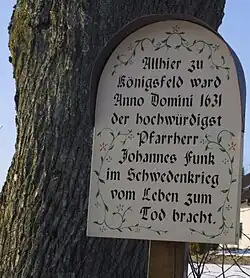 Allhier zu
Königsfeld ward
Anno Domini 1631
der hochwürdigst
Pfarrherr
Johannes Funk
im Schwedenkrieg
vom Leben zum
Tod bracht.